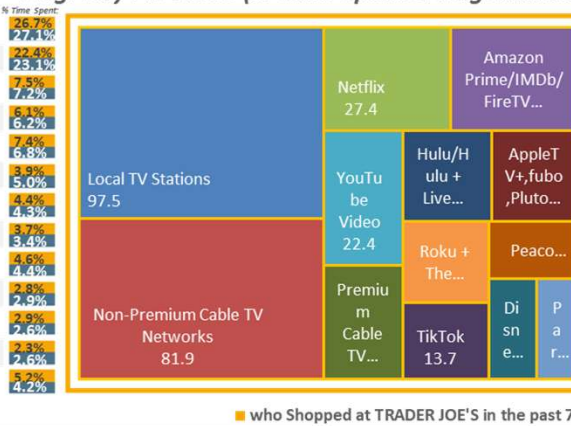 % Time Spent:
26.7%
27.1%
22.4%
23.1%
7.5%
7.2%
6.1%
6.2%
7.4%
6.8%
3.9%
5.0%
4.4%
4.3%
3.7%
3.4%
4.6%
4.4%
2.8%
2.9%
2.9%
2.6%
2.3%
2.6%
5.2%
4.2%
Local TV Stations
97.5
Non-Premium Cable TV
Networks
81.9
Netflix
27.4
Amazon
Prime/IMDb/
FireTV...
YouTu
be
Video
22.4
Hulu/H
ulu +
Live...
AppleT
V+,fubo
,Pluto...
Premiu
m
Cable
TV...
Roku +
The...
Peaco...
TikTok
13.7
Di
sn
e...
P
a
r...
who Shopped at TRADER JOE'S in the past 7